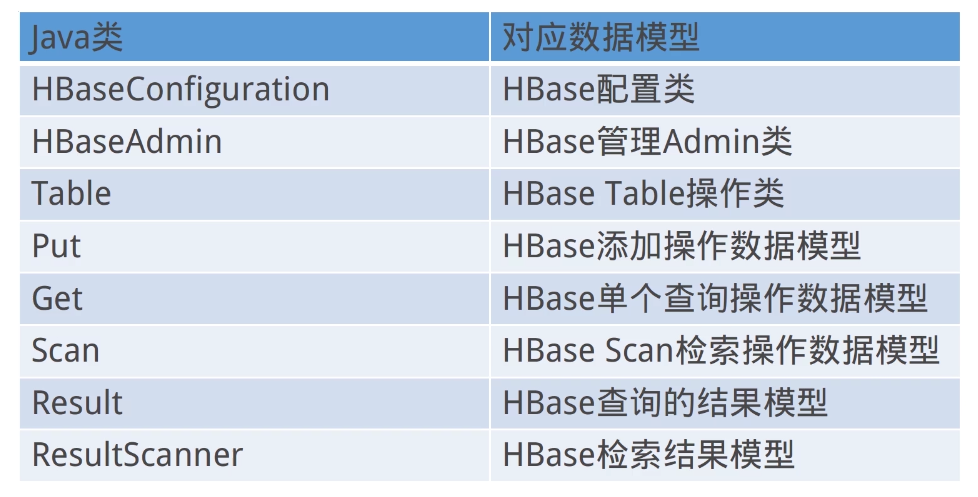 Java类 对应数据模型
HBaseConfiguration HBase配置类
HBaseAdmin HBase管理Admin类
Table HBase Table操作类
Put HBase添加操作数据模型
Get HBase单个查询操作数据模型
Scan HBase Scan检索操作数据模型
Result HBase查询的结果模型
ResultScanner HBase检索结果模型